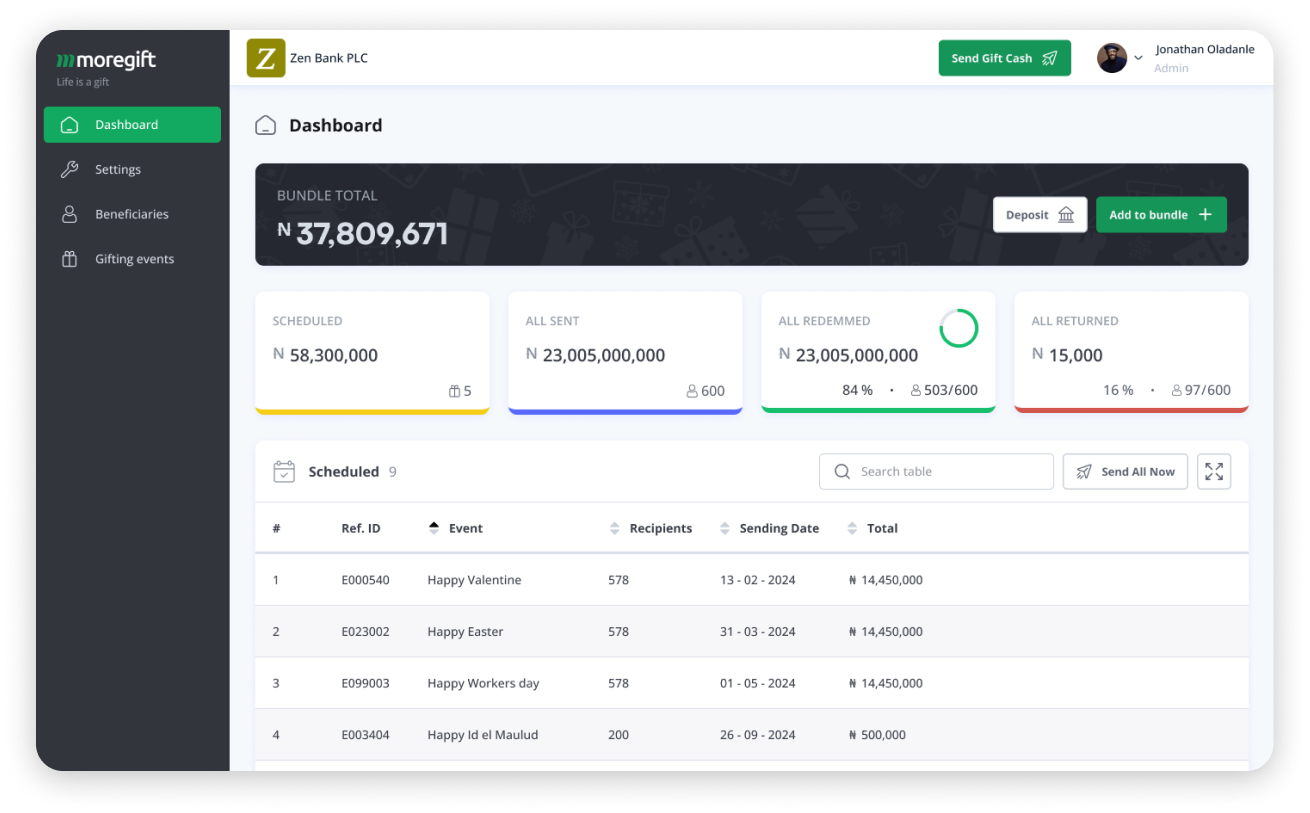 moregift
Life is a gift
Dashboard
Settings
Beneficiaries
Gifting events
Z Zen Bank PLC
Send Gift Cash
Jonathan Oladanle
Admin
Dashboard
BUNDLE TOTAL
N 37,809,671
Deposit
Add to bundle
SCHEDULED
N 58,300,000
5
ALL SENT
N 23,005,000,000
600
ALL REDEMMED
N 23,005,000,000
84 % · 503/600
ALL RETURNED
N 15,000
16 % · 97/600
Scheduled 9
Search table
Send All Now
# Ref. ID Event Recipients Sending Date Total
1 E000540 Happy Valentine 578 13 - 02 - 2024 ₦ 14,450,000
2 E023002 Happy Easter 578 31 - 03 - 2024 ₦ 14,450,000
3 E099003 Happy Workers day 578 01 - 05 - 2024 ₦ 14,450,000
4 E003404 Happy Id el Maulud 200 26 - 09 - 2024 ₦ 500,000